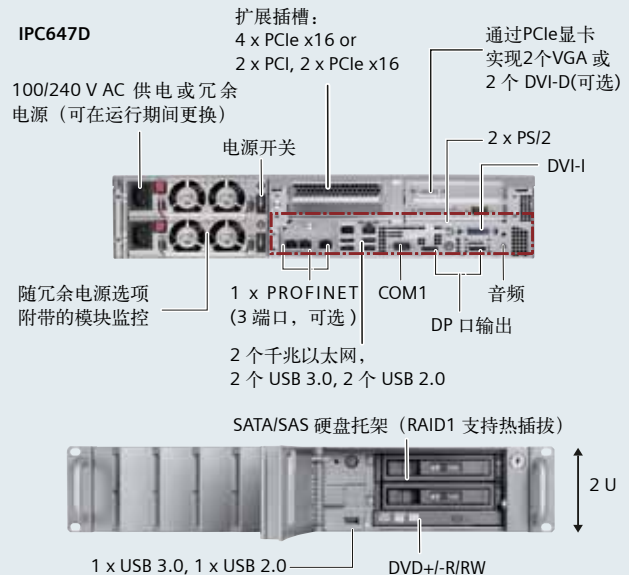 IPC647D
扩展插槽：
4 x PCIe x16 or
2 x PCI, 2 x PCIe x16
通过PCIe显卡
实现2个VGA 或
2 个 DVI-D(可选)
100/240 V AC 供电或冗余
电源（可在运行期间更换）
电源开关
2 x PS/2
DVI-I
随冗余电源选项
附带的模块监控
1 x PROFINET
(3 端口，可选 )
COM1
音频
DP 口输出
2 个千兆以太网，
2 个 USB 3.0, 2 个 USB 2.0
SATA/SAS 硬盘托架（RAID1 支持热插拔）
2 U
1 x USB 3.0, 1 x USB 2.0
DVD+/-R/RW